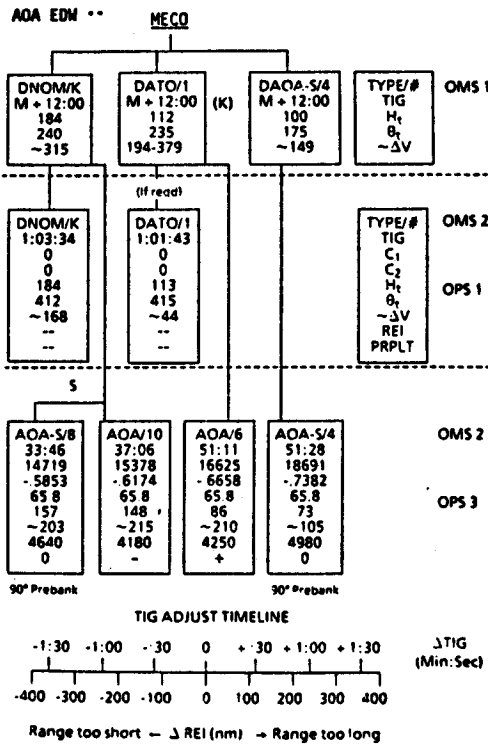 AOA EDW ••
MECO
DNOM/K
M + 12:00
184
240
~315
DATO/1
M + 12:00
112
235
194-379
(K)
DAOA-S/4
M + 12:00
100
175
~149
TYPE/#
TIG
Ht
θt
~ΔV
OMS 1
(If read)
DNOM/K
1:03:34
0
0
184
412
~168
--
--
DATO/1
1:01:43
0
0
113
415
~44
--
--
TYPE/#
TIG
C1
C2
Ht
θt
~ΔV
REI
PRPLT
OMS 2
OPS 1
S
AOA-S/8
33:46
14719
-.5853
65.8
157
~203
4640
0
AOA/10
37:06
15378
-.6174
65.8
148
~215
4180
-
AOA/6
51:11
16625
-.6658
65.8
86
~210
4250
+
AOA-S/4
51:28
18691
-.7382
65.8
73
~105
4980
0
OMS 2
OPS 3
90° Prebank
90° Prebank
TIG ADJUST TIMELINE
-1:30 -1:00 -:30 0 +:30 +1:00 +1:30
ΔTIG
(Min:Sec)
-400 -300 -200 -100 0 100 200 300 400
Range too short ← Δ REI (nm) → Range too long